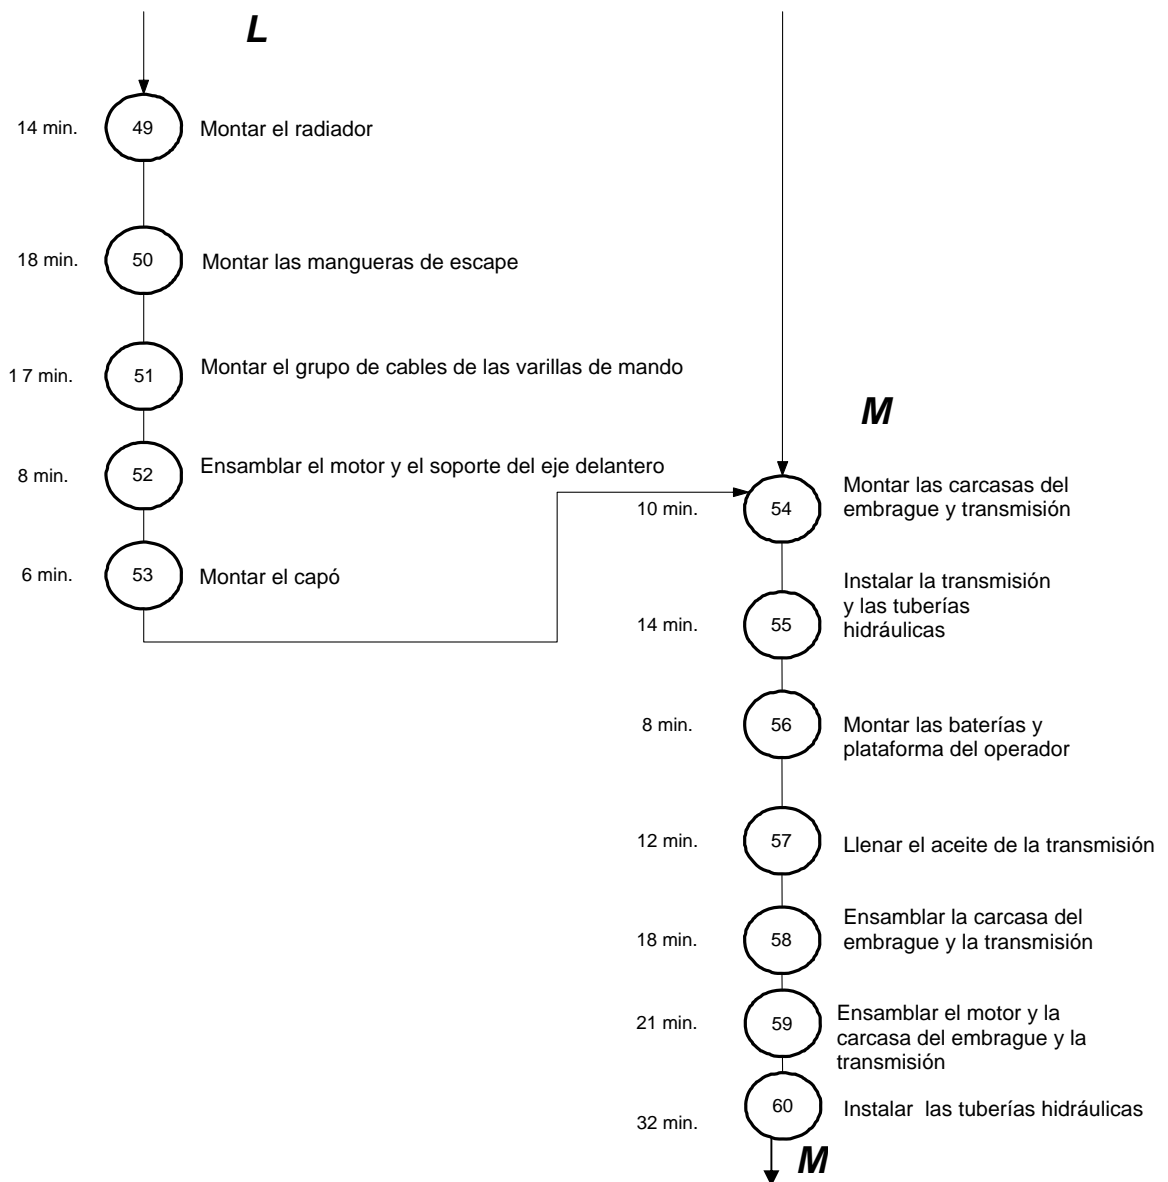 L
14 min.
49
Montar el radiador
18 min.
50
Montar las mangueras de escape
1 7 min.
51
Montar el grupo de cables de las varillas de mando
8 min.
52
Ensamblar el motor y el soporte del eje delantero
6 min.
53
Montar el capó
M
10 min.
54
Montar las carcasas del
embrague y transmisión
14 min.
55
Instalar la transmisión
y las tuberías
hidráulicas
8 min.
56
Montar las baterías y
plataforma del operador
12 min.
57
Llenar el aceite de la transmisión
18 min.
58
Ensamblar la carcasa del
embrague y la transmisión
21 min.
59
Ensamblar el motor y la
carcasa del embrague y la
transmisión
32 min.
60
Instalar  las tuberías hidráulicas
M